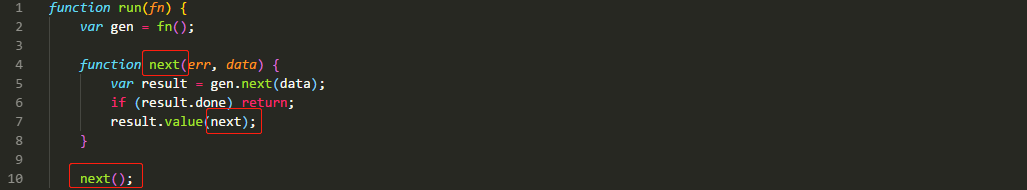 1 function run(fn) {
2 var gen = fn();
3
4 function next(err, data) {
5 var result = gen.next(data);
6 if (result.done) return;
7 result.value(next);
8 }
9
10 next();